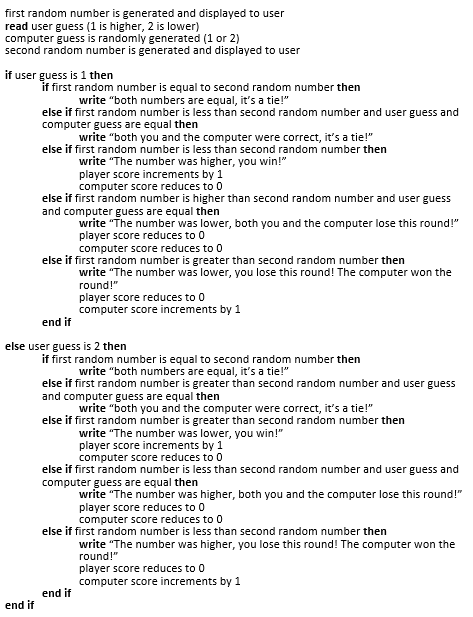 first random number is generated and displayed to user
read user guess (1 is higher, 2 is lower)
computer guess is randomly generated (1 or 2)
second random number is generated and displayed to user
if user guess is 1 then
if first random number is equal to second random number then
write “both numbers are equal, it’s a tie!”
else if first random number is less than second random number and user guess and
computer guess are equal then
write “both you and the computer were correct, it’s a tie!”
else if first random number is less than second random number then
write “The number was higher, you win!”
player score increments by 1
computer score reduces to 0
else if first random number is higher than second random number and user guess
and computer guess are equal then
write “The number was lower, both you and the computer lose this round!”
player score reduces to 0
computer score reduces to 0
else if first random number is greater than second random number then
write “The number was lower, you lose this round! The computer won the
round!”
player score reduces to 0
computer score increments by 1
end if
else user guess is 2 then
if first random number is equal to second random number then
write “both numbers are equal, it’s a tie!”
else if first random number is greater than second random number and user guess
and computer guess are equal then
write “both you and the computer were correct, it’s a tie!”
else if first random number is greater than second random number then
write “The number was lower, you win!”
player score increments by 1
computer score reduces to 0
else if first random number is less than second random number and user guess and
computer guess are equal then
write “The number was higher, both you and the computer lose this round!”
player score reduces to 0
computer score reduces to 0
else if first random number is less than second random number then
write “The number was higher, you lose this round! The computer won the
round!”
player score reduces to 0
computer score increments by 1
end if
end if